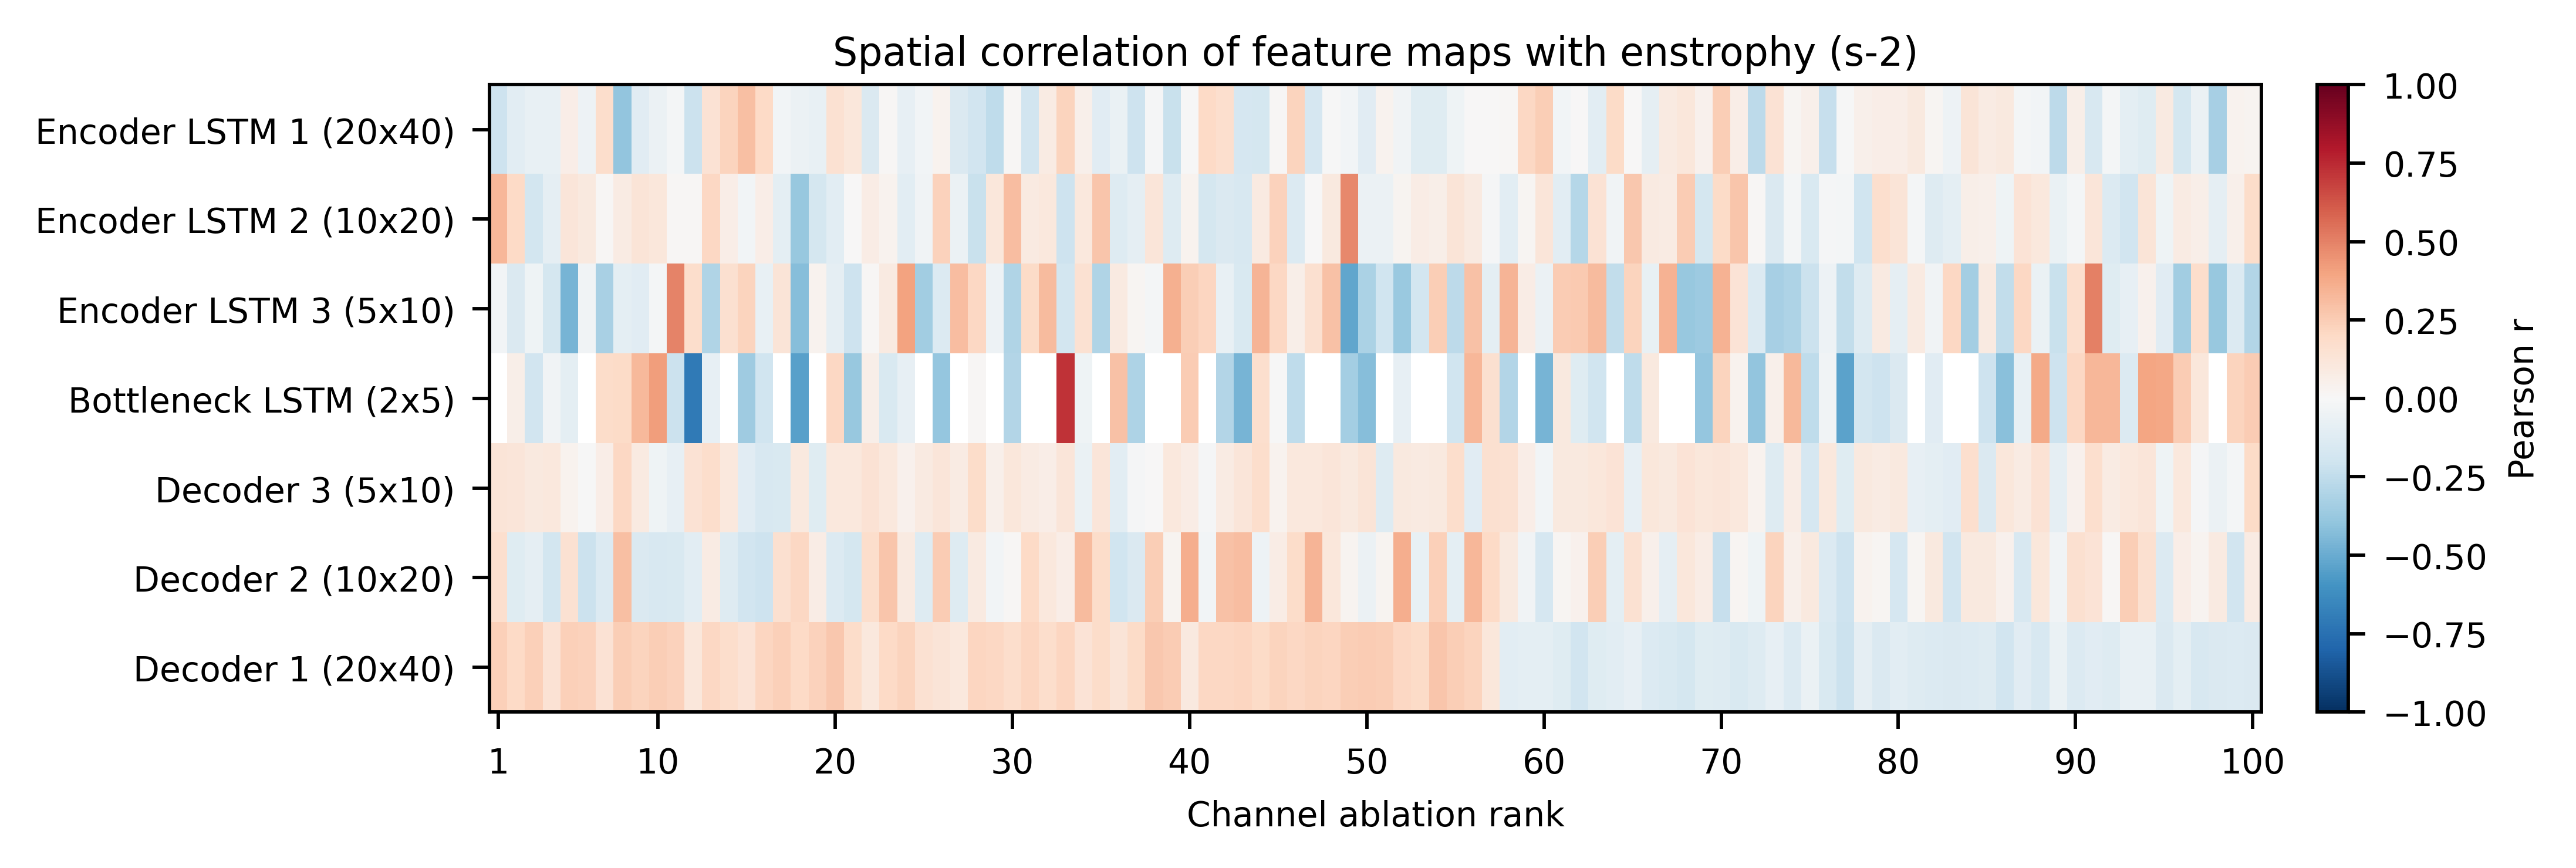 Spatial correlation of feature maps with enstrophy (s-2)
Encoder LSTM 1 (20x40)
Encoder LSTM 2 (10x20)
Encoder LSTM 3 (5x10)
Bottleneck LSTM (2x5)
Decoder 3 (5x10)
Decoder 2 (10x20)
Decoder 1 (20x40)
1 10 20 30 40 50 60 70 80 90 100
Channel ablation rank
1.00
0.75
0.50
0.25
0.00
−0.25
−0.50
−0.75
−1.00
Pearson r